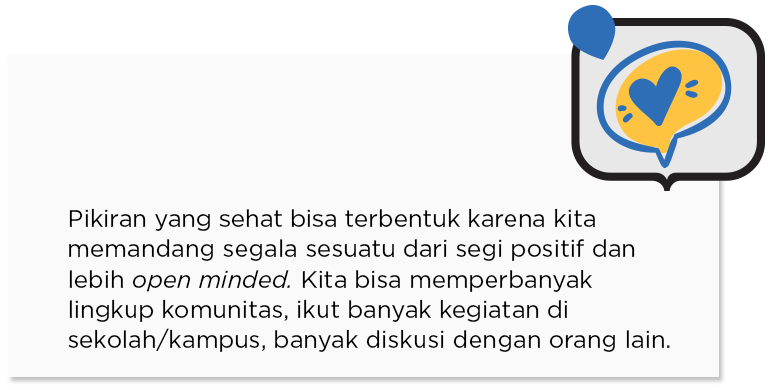 Pikiran yang sehat bisa terbentuk karena kita
memandang segala sesuatu dari segi positif dan
lebih open minded. Kita bisa memperbanyak
lingkup komunitas, ikut banyak kegiatan di
sekolah/kampus, banyak diskusi dengan orang lain.